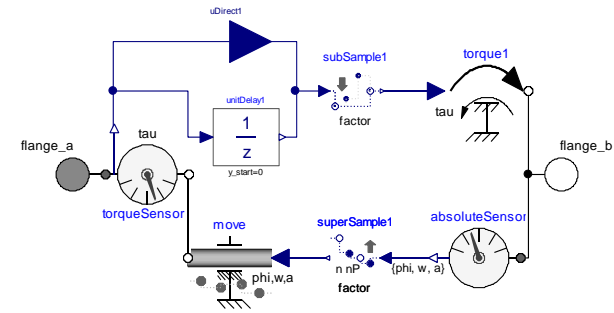 uDirect1
subSample1
torque1
unitDelay1
1
z
factor
tau
y_start=0
flange_a
tau
flange_b
torqueSensor
move
superSample1
absoluteSensor
n nP
{phi, w, a}
phi,w,a
factor